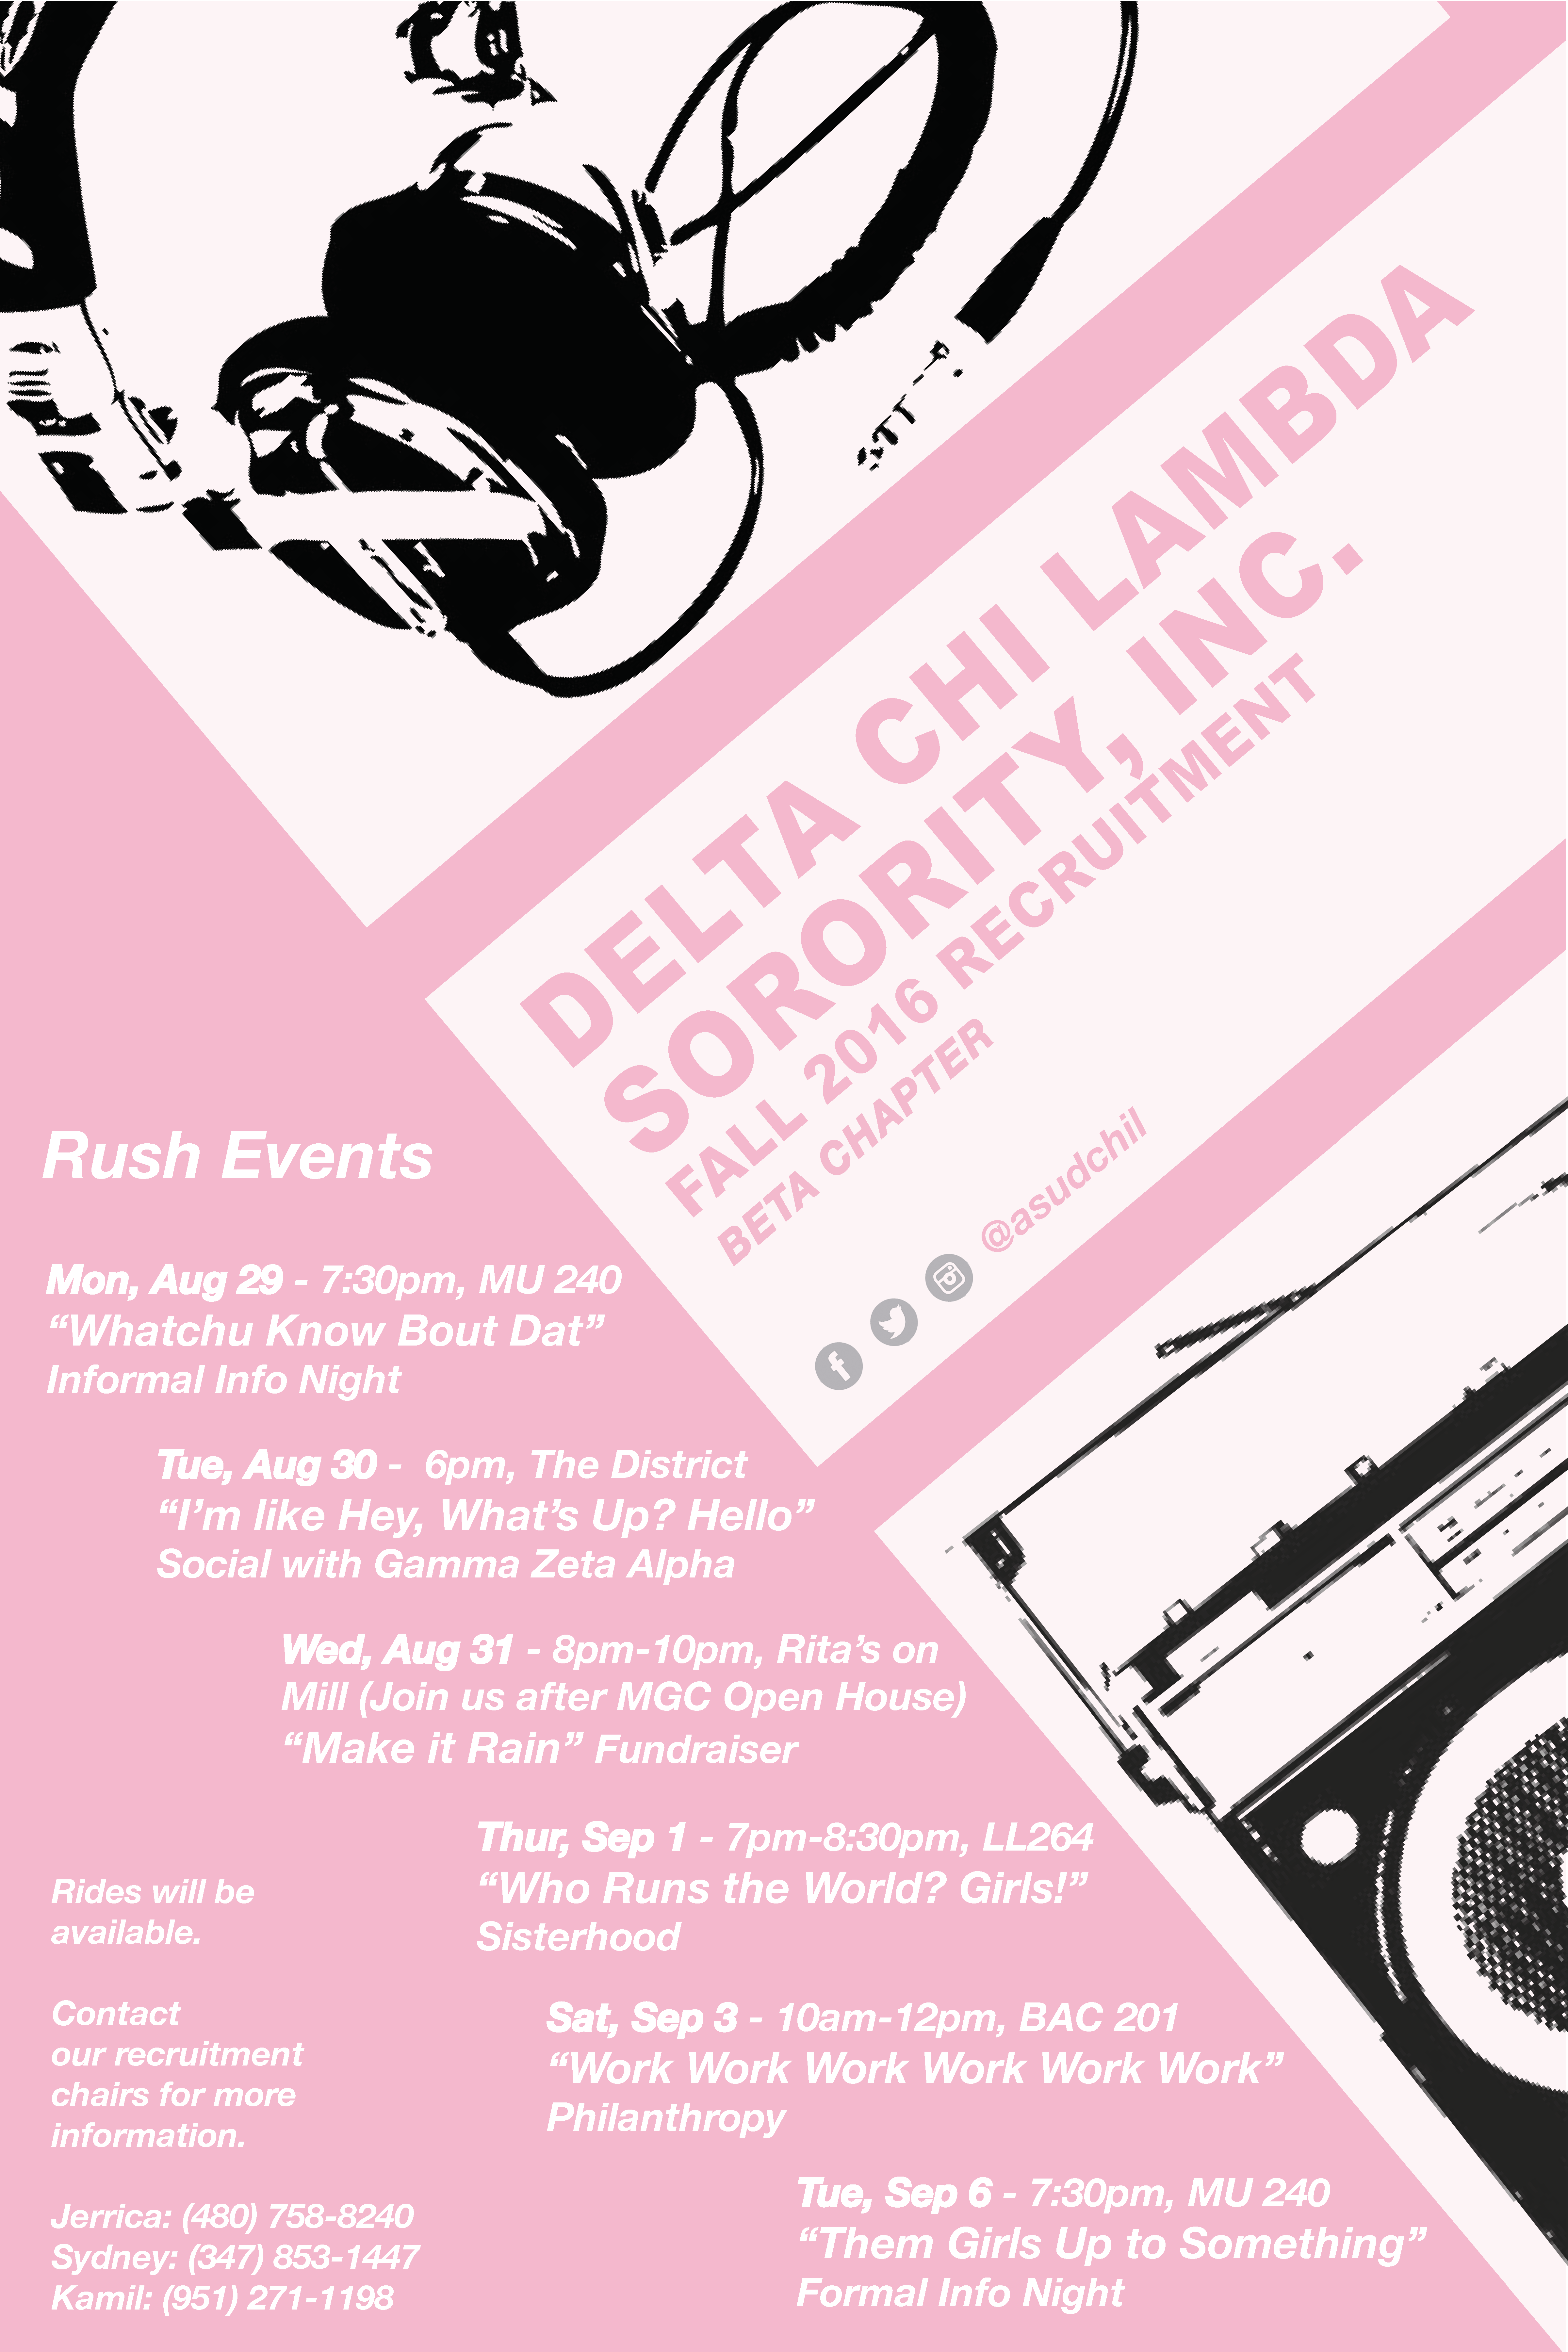 DELTA CHI LAMBDA
SORORITY, INC.
FALL 2016 RECRUITMENT
BETA CHAPTER
@asudchil
Rush Events
Mon, Aug 29 - 7:30pm, MU 240
“Whatchu Know Bout Dat”
Informal Info Night
Tue, Aug 30 - 6pm, The District
“I’m like Hey, What’s Up? Hello”
Social with Gamma Zeta Alpha
Wed, Aug 31 - 8pm-10pm, Rita’s on
Mill (Join us after MGC Open House)
“Make it Rain” Fundraiser
Thur, Sep 1 - 7pm-8:30pm, LL264
“Who Runs the World? Girls!”
Sisterhood
Sat, Sep 3 - 10am-12pm, BAC 201
“Work Work Work Work Work Work”
Philanthropy
Tue, Sep 6 - 7:30pm, MU 240
“Them Girls Up to Something”
Formal Info Night
Rides will be
available.
Contact
our recruitment
chairs for more
information.
Jerrica: (480) 758-8240
Sydney: (347) 853-1447
Kamil: (951) 271-1198